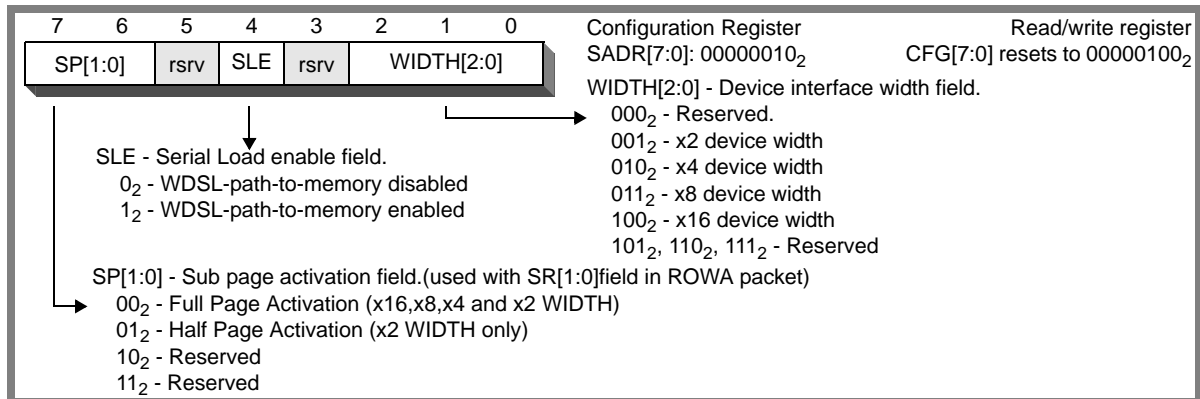 7 6 5 4 3 2 1 0
SP[1:0] rsrv SLE rsrv WIDTH[2:0]
Configuration Register
SADR[7:0]: 00000010₂
Read/write register
CFG[7:0] resets to 00000100₂
WIDTH[2:0] - Device interface width field.
000₂ - Reserved.
001₂ - x2 device width
010₂ - x4 device width
011₂ - x8 device width
100₂ - x16 device width
101₂, 110₂, 111₂ - Reserved
SLE - Serial Load enable field.
0₂ - WDSL-path-to-memory disabled
1₂ - WDSL-path-to-memory enabled
SP[1:0] - Sub page activation field.(used with SR[1:0]field in ROWA packet)
00₂ - Full Page Activation (x16,x8,x4 and x2 WIDTH)
01₂ - Half Page Activation (x2 WIDTH only)
10₂ - Reserved
11₂ - Reserved